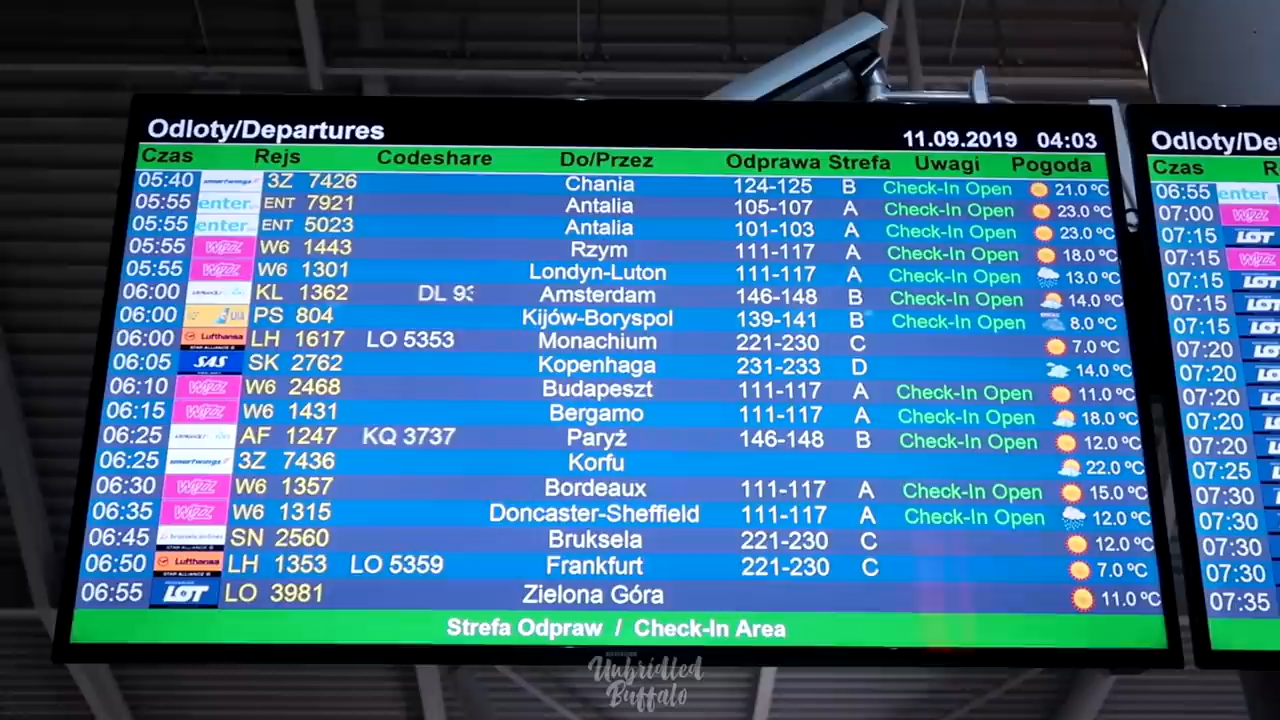 Odloty/Departures 11.09.2019 04:03
Czas Rejs Codeshare Do/Przez Odprawa Strefa Uwagi Pogoda
05:40 smartwings 3Z 7426 Chania 124-125 B Check-In Open 21.0 °C
05:55 enter ENT 7921 Antalia 105-107 A Check-In Open 23.0 °C
05:55 enter ENT 5023 Antalia 101-103 A Check-In Open 23.0 °C
05:55 W6 1443 Rzym 111-117 A Check-In Open 18.0 °C
05:55 W6 1301 Londyn-Luton 111-117 A Check-In Open 13.0 °C
06:00 KL 1362 DL 93 Amsterdam 146-148 B Check-In Open 14.0 °C
06:00 UIA PS 804 Kijów-Boryspol 139-141 B Check-In Open 8.0 °C
06:00 Lufthansa LH 1617 LO 5353 Monachium 221-230 C 7.0 °C
06:05 SAS SK 2762 Kopenhaga 231-233 D 14.0 °C
06:10 W6 2468 Budapeszt 111-117 A Check-In Open 11.0 °C
06:15 W6 1431 Bergamo 111-117 A Check-In Open 18.0 °C
06:25 AF 1247 KQ 3737 Paryż 146-148 B Check-In Open 12.0 °C
06:25 smartwings 3Z 7436 Korfu 22.0 °C
06:30 W6 1357 Bordeaux 111-117 A Check-In Open 15.0 °C
06:35 W6 1315 Doncaster-Sheffield 111-117 A Check-In Open 12.0 °C
06:45 brussels airlines SN 2560 Bruksela 221-230 C 12.0 °C
06:50 Lufthansa LH 1353 LO 5359 Frankfurt 221-230 C 7.0 °C
06:55 LOT LO 3981 Zielona Góra 11.0 °C
Strefa Odpraw / Check-In Area
Odloty/De
Czas R
06:55 enter
07:00
07:15 LOT
07:15
07:15
07:15
07:15
07:20
07:20
07:20
07:20
07:20
07:25
07:30
07:30
07:30
07:30
07:35
Unbridled
Buffalo